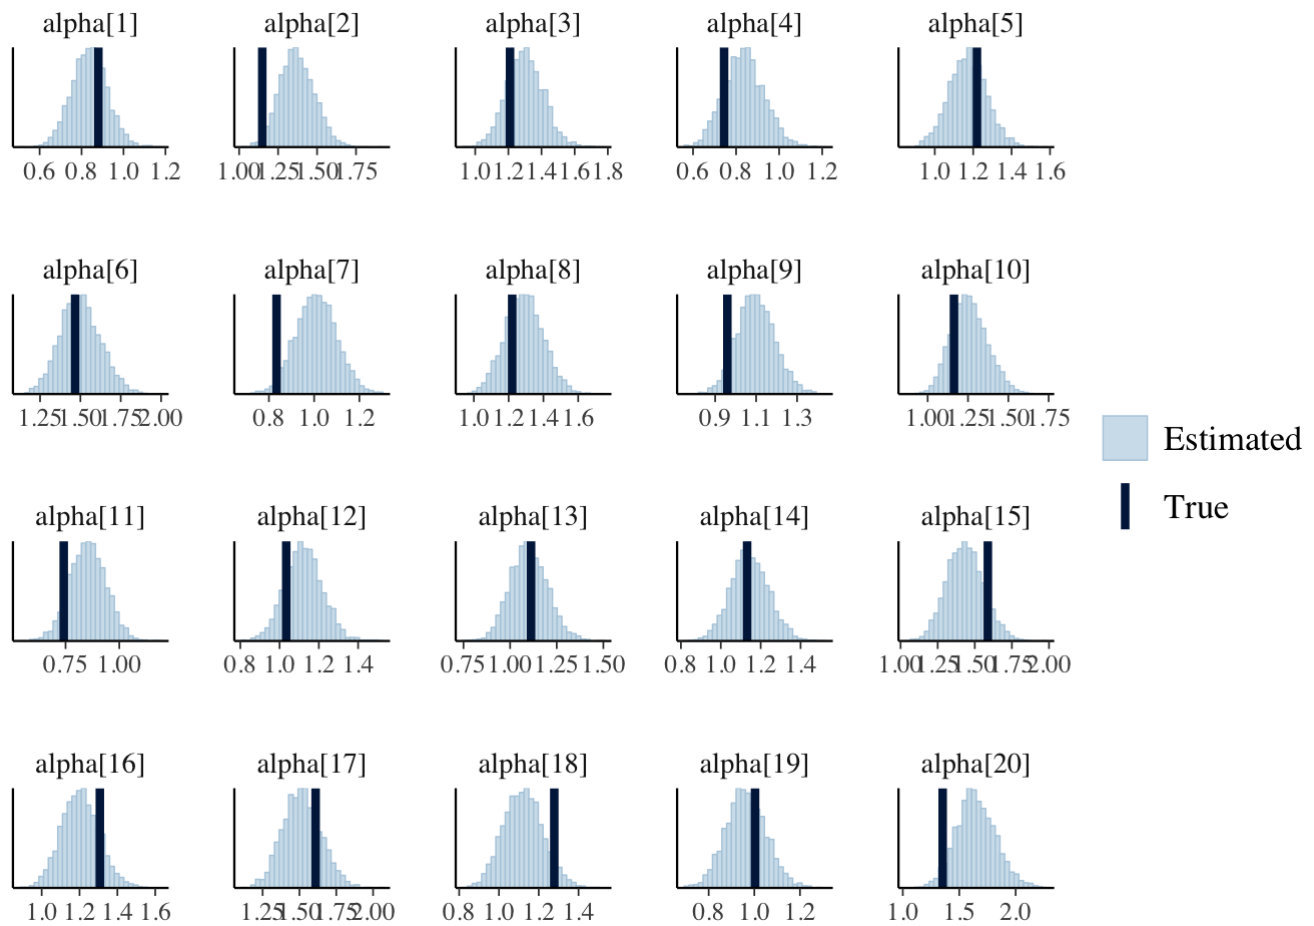 alpha[1] alpha[2] alpha[3] alpha[4] alpha[5]
0.6 0.8 1.0 1.2 1.00 1.25 1.50 1.75 1.0 1.2 1.4 1.6 1.8 0.6 0.8 1.0 1.2 1.0 1.2 1.4 1.6
alpha[6] alpha[7] alpha[8] alpha[9] alpha[10]
1.25 1.50 1.75 2.00 0.8 1.0 1.2 1.0 1.2 1.4 1.6 0.9 1.1 1.3 1.00 1.25 1.50 1.75
Estimated
True
alpha[11] alpha[12] alpha[13] alpha[14] alpha[15]
0.75 1.00 0.8 1.0 1.2 1.4 0.75 1.00 1.25 1.50 0.8 1.0 1.2 1.4 1.00 1.25 1.50 1.75 2.00
alpha[16] alpha[17] alpha[18] alpha[19] alpha[20]
1.0 1.2 1.4 1.6 1.25 1.50 1.75 2.00 0.8 1.0 1.2 1.4 0.8 1.0 1.2 1.0 1.5 2.0